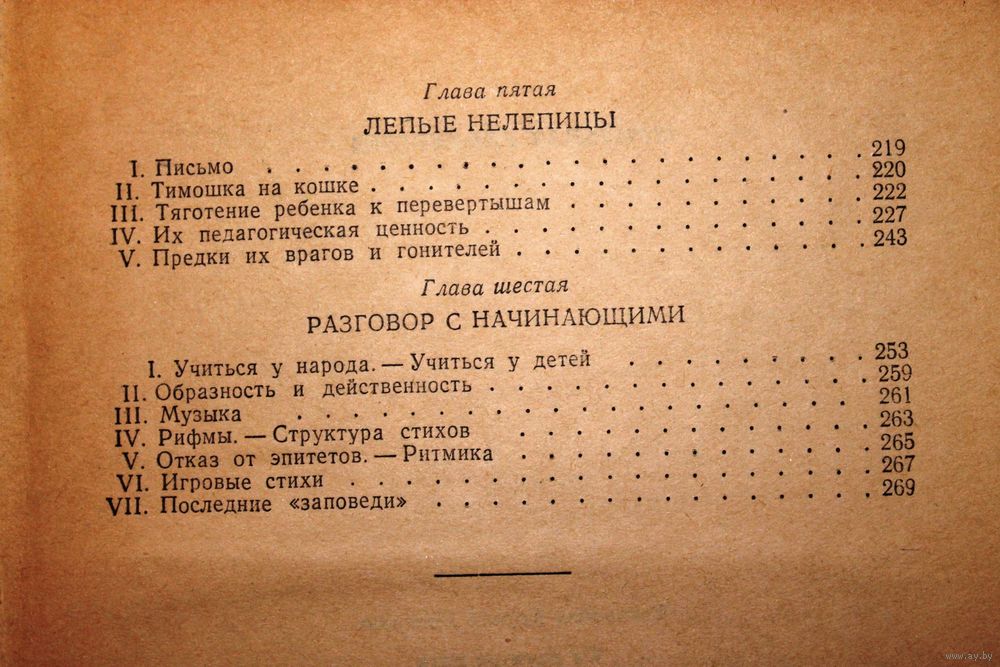 Глава пятая
ЛЕПЫЕ НЕЛЕПИЦЫ
I. Письмо . . . . . . . . . . . . . . . . . . . . 219
II. Тимошка на кошке . . . . . . . . . . . . . . . . 220
III. Тяготение ребенка к перевертышам . . . . . . . . . 222
IV. Их педагогическая ценность . . . . . . . . . . . . 227
V. Предки их врагов и гонителей . . . . . . . . . . . 243
Глава шестая
РАЗГОВОР С НАЧИНАЮЩИМИ
I. Учиться у народа. — Учиться у детей . . . . . . . . 253
II. Образность и действенность . . . . . . . . . . . . 259
III. Музыка . . . . . . . . . . . . . . . . . . . 261
IV. Рифмы. — Структура стихов . . . . . . . . . . . . 263
V. Отказ от эпитетов. — Ритмика . . . . . . . . . . . 265
VI. Игровые стихи . . . . . . . . . . . . . . . . . 267
VII. Последние «заповеди» . . . . . . . . . . . . . . 269
www.ay.by